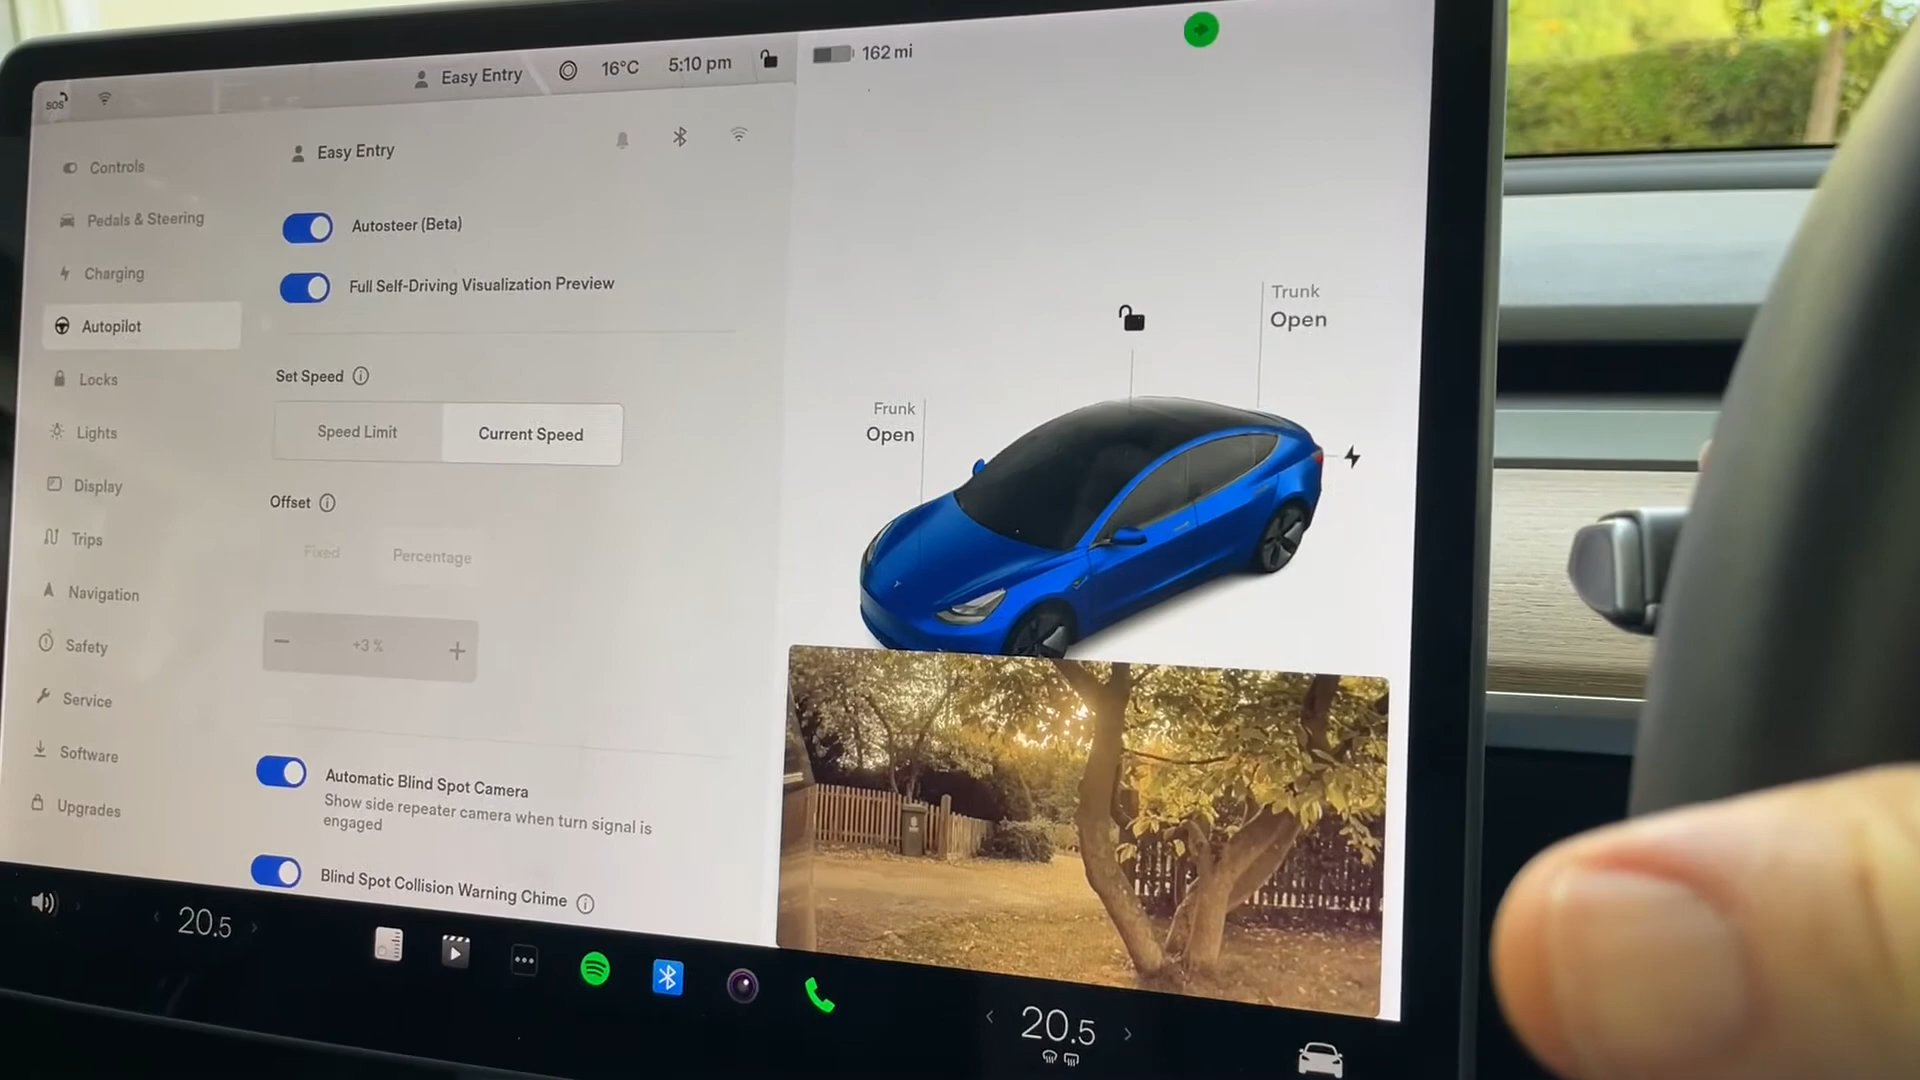 SOS
Easy Entry
16°C
5:10 pm
162 mi
Controls
Pedals & Steering
Charging
Autopilot
Locks
Lights
Display
Trips
Navigation
Safety
Service
Software
Upgrades
Easy Entry
Autosteer (Beta)
Full Self-Driving Visualization Preview
Set Speed
Speed Limit
Current Speed
Offset
Fixed
Percentage
− +3 % +
Automatic Blind Spot Camera
Show side repeater camera when turn signal is
engaged
Blind Spot Collision Warning Chime
Trunk
Open
Frunk
Open
20.5
20.5